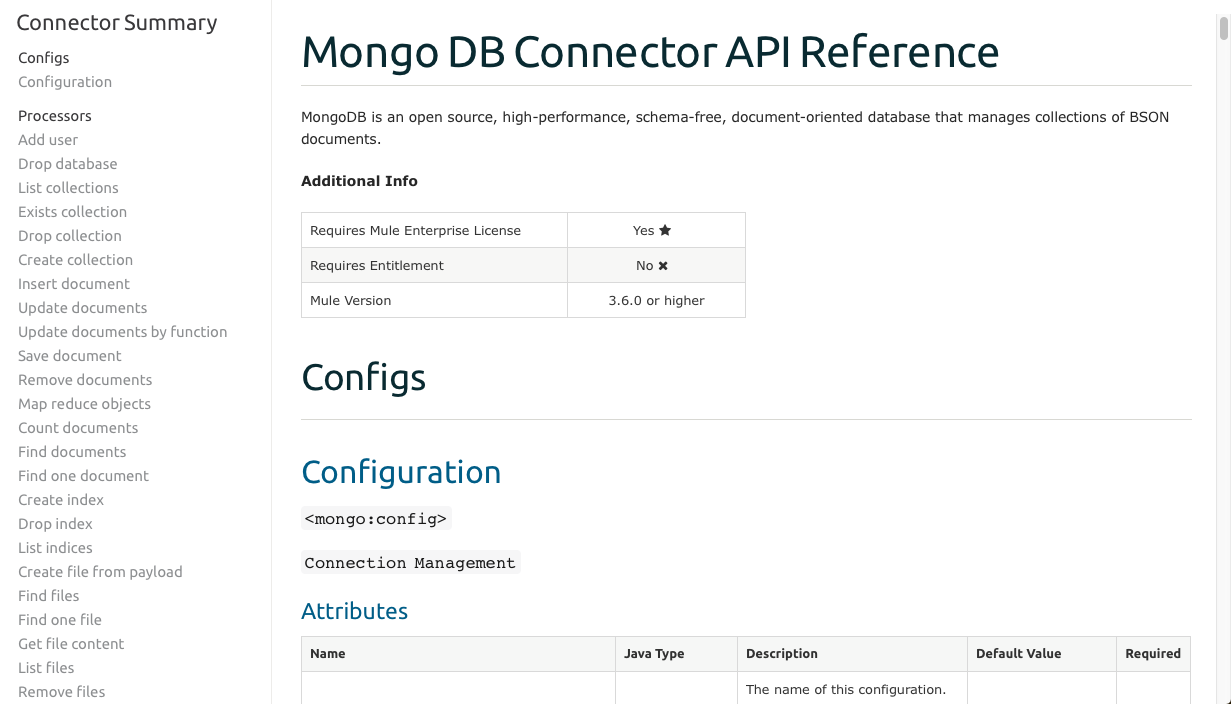 Connector Summary
Configs
Configuration
Processors
Add user
Drop database
List collections
Exists collection
Drop collection
Create collection
Insert document
Update documents
Update documents by function
Save document
Remove documents
Map reduce objects
Count documents
Find documents
Find one document
Create index
Drop index
List indices
Create file from payload
Find files
Find one file
Get file content
List files
Remove files
Mongo DB Connector API Reference
MongoDB is an open source, high-performance, schema-free, document-oriented database that manages collections of BSON
documents.
Additional Info
Requires Mule Enterprise License Yes ★
Requires Entitlement No ✖
Mule Version 3.6.0 or higher
Configs
Configuration
<mongo:config>
Connection Management
Attributes
Name Java Type Description Default Value Required
The name of this configuration.